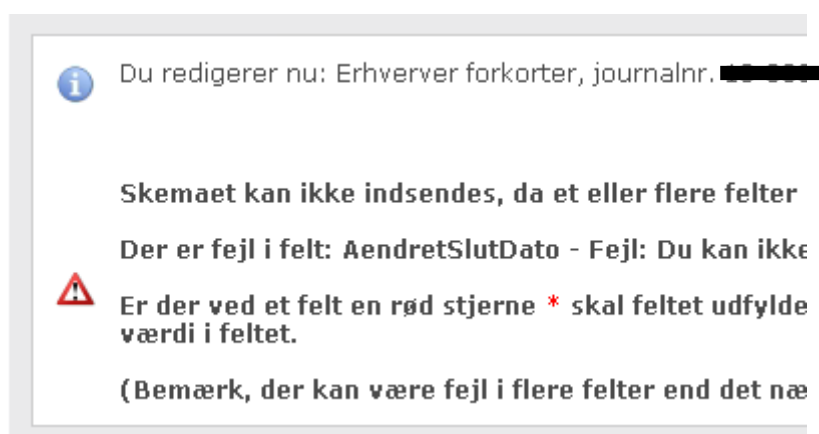 Du redigerer nu: Erhverver forkorter, journalnr.
Skemaet kan ikke indsendes, da et eller flere felter
Der er fejl i felt: AendretSlutDato - Fejl: Du kan ikke
Er der ved et felt en rød stjerne * skal feltet udfylde
værdi i feltet.
(Bemærk, der kan være fejl i flere felter end det næ